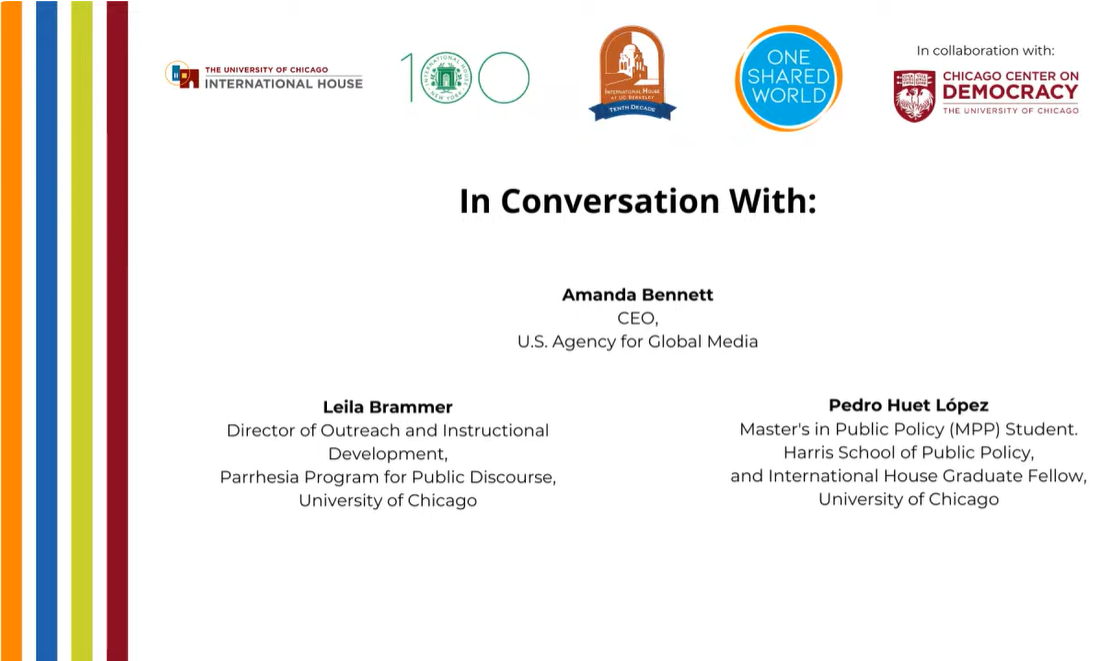 THE UNIVERSITY OF CHICAGO
INTERNATIONAL HOUSE
100
INTERNATIONAL HOUSE
NEW YORK
INTERNATIONAL HOUSE
AT UC BERKELEY
TENTH DECADE
ONE
SHARED
WORLD
In collaboration with:
CHICAGO CENTER ON
DEMOCRACY
THE UNIVERSITY OF CHICAGO
In Conversation With:
Amanda Bennett
CEO,
U.S. Agency for Global Media
Leila Brammer
Director of Outreach and Instructional
Development,
Parrhesia Program for Public Discourse,
University of Chicago
Pedro Huet López
Master's in Public Policy (MPP) Student.
Harris School of Public Policy,
and International House Graduate Fellow,
University of Chicago